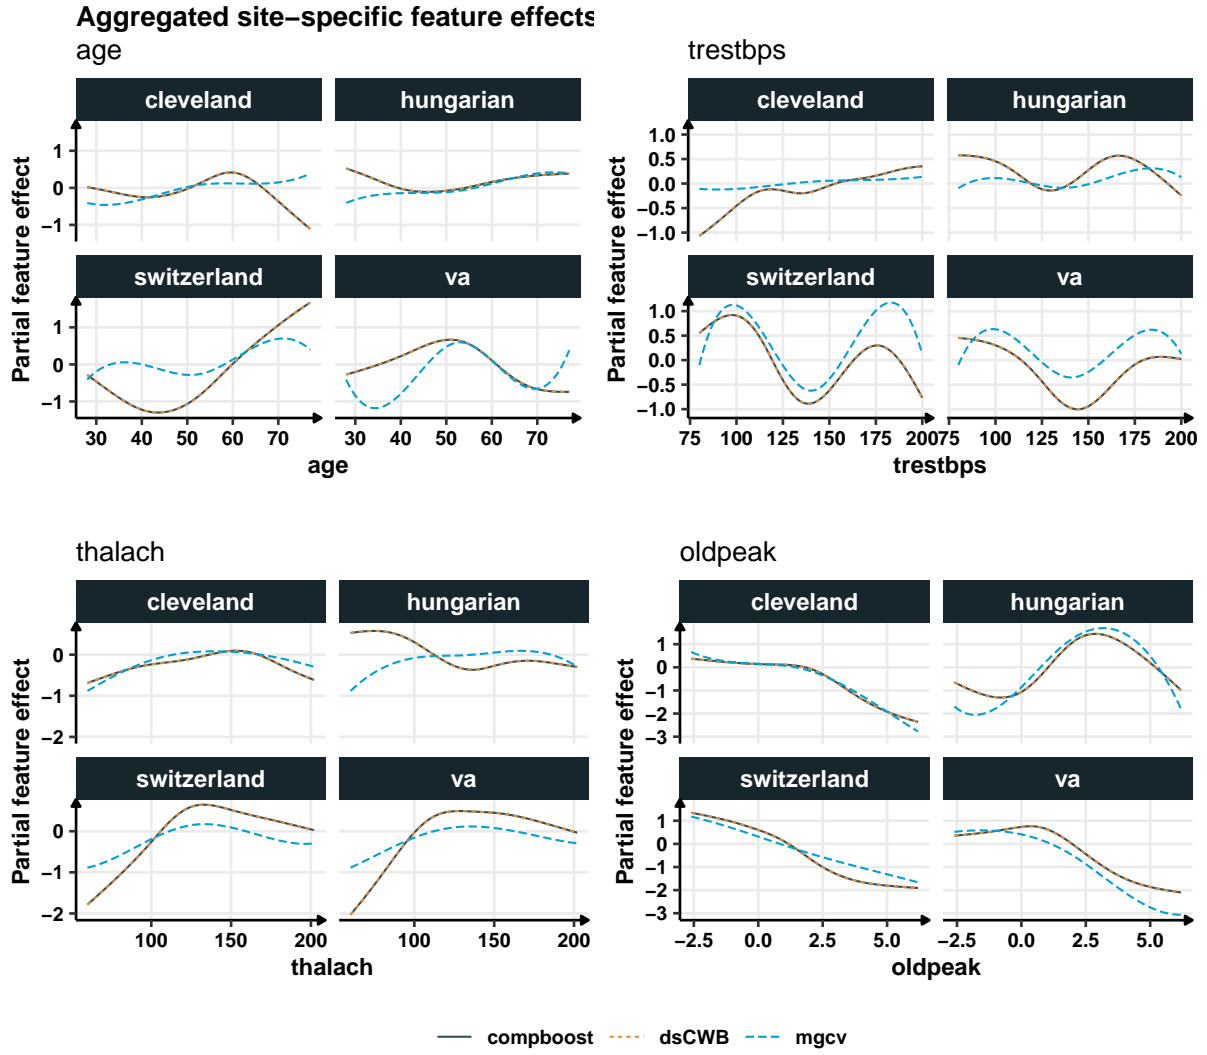 Aggregated site–specific feature effects
age
cleveland hungarian
1
0
−1
switzerland va
1
0
−1
30 40 50 60 70 30 40 50 60 70
Partial feature effect
age
trestbps
cleveland hungarian
1.0
0.5
0.0
−0.5
−1.0
switzerland va
1.0
0.5
0.0
−0.5
−1.0
75 100 125 150 175 200 75 100 125 150 175 200
Partial feature effect
trestbps
thalach
cleveland hungarian
0
−1
−2
switzerland va
0
−1
−2
100 150 200 100 150 200
Partial feature effect
thalach
oldpeak
cleveland hungarian
1
0
−1
−2
−3
switzerland va
1
0
−1
−2
−3
−2.5 0.0 2.5 5.0 −2.5 0.0 2.5 5.0
Partial feature effect
oldpeak
compboost dsCWB mgcv